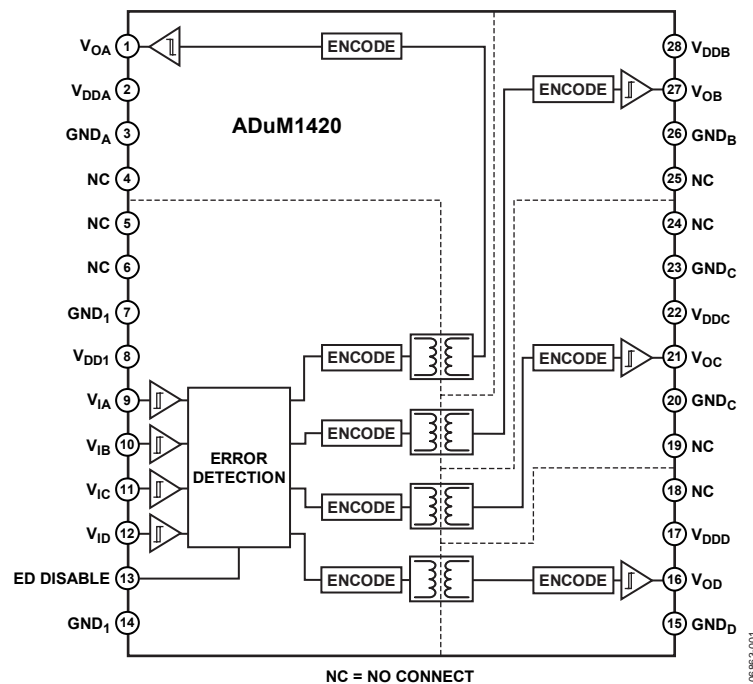 VOA 1
VDDA 2
GNDA 3
NC 4
NC 5
NC 6
GND1 7
VDD1 8
VIA 9
VIB 10
VIC 11
VID 12
ED DISABLE 13
GND1 14
ADuM1420
ENCODE
ENCODE
ENCODE
ENCODE
ENCODE
ERROR
DETECTION
ENCODE
ENCODE
ENCODE
28 VDDB
27 VOB
26 GNDB
25 NC
24 NC
23 GNDC
22 VDDC
21 VOC
20 GNDC
19 NC
18 NC
17 VDDD
16 VOD
15 GNDD
NC = NO CONNECT
06963-001